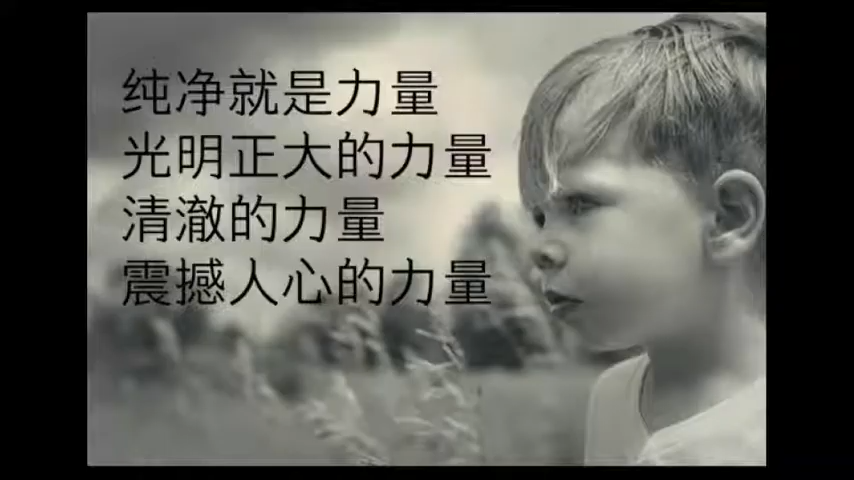 纯净就是力量
光明正大的力量
清澈的力量
震撼人心的力量